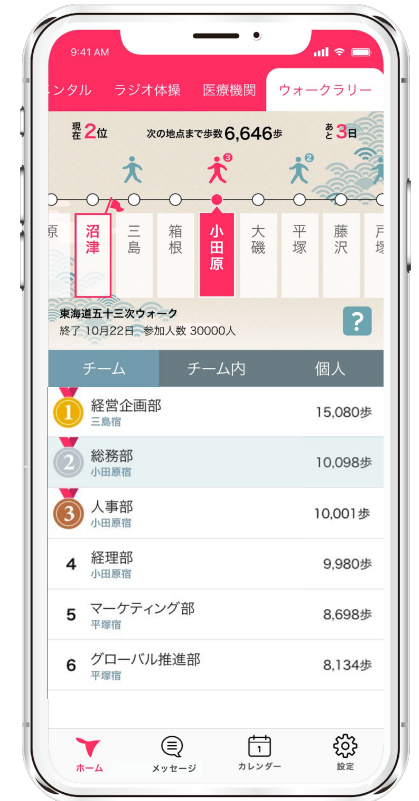 9:41 AM
ンタル ラジオ体操 医療機関 ウォークラリー
現在2位 次の地点まで歩数6,646歩 あと3日
3 2
原 沼津 三島 箱根 小田原 大磯 平塚 藤沢 戸塚
東海道五十三次ウォーク
終了 10月22日 参加人数 30000人
?
チーム チーム内 個人
1 経営企画部 15,080歩
三島宿
2 総務部 10,098歩
小田原宿
3 人事部 10,001歩
小田原宿
4 経理部 9,980歩
小田原宿
5 マーケティング部 8,698歩
平塚宿
6 グローバル推進部 8,134歩
平塚宿
1
ホーム メッセージ カレンダー 設定